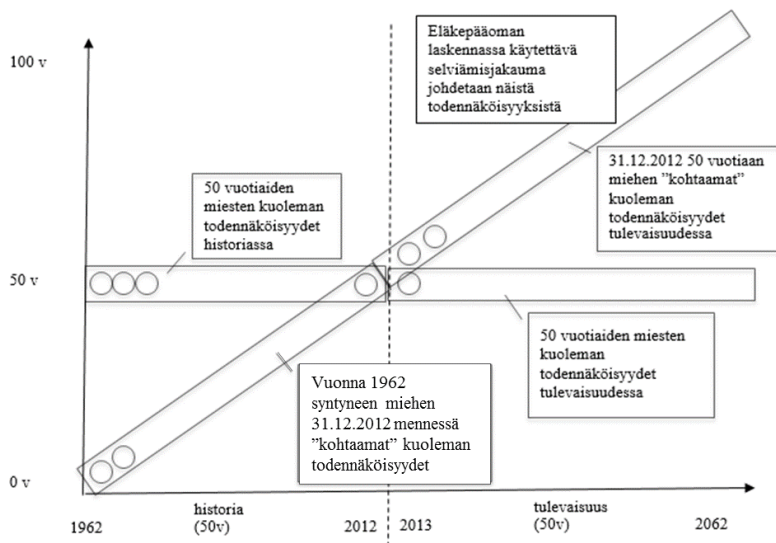 100 v
Eläkepääoman
laskennassa käytettävä
selviämisjakauma
johdetaan näistä
todennäköisyyksistä
31.12.2012 50 vuotiaan
miehen ”kohtaamat”
kuoleman
todennäköisyydet
tulevaisuudessa
50 vuotiaiden
miesten kuoleman
todennäköisyydet
historiassa
50 v
50 vuotiaiden miesten
kuoleman
todennäköisyydet
tulevaisuudessa
Vuonna 1962
syntyneen miehen
31.12.2012 mennessä
”kohtaamat” kuoleman
todennäköisyydet
0 v
1962
historia
(50v)
2012
2013
tulevaisuus
(50v)
2062